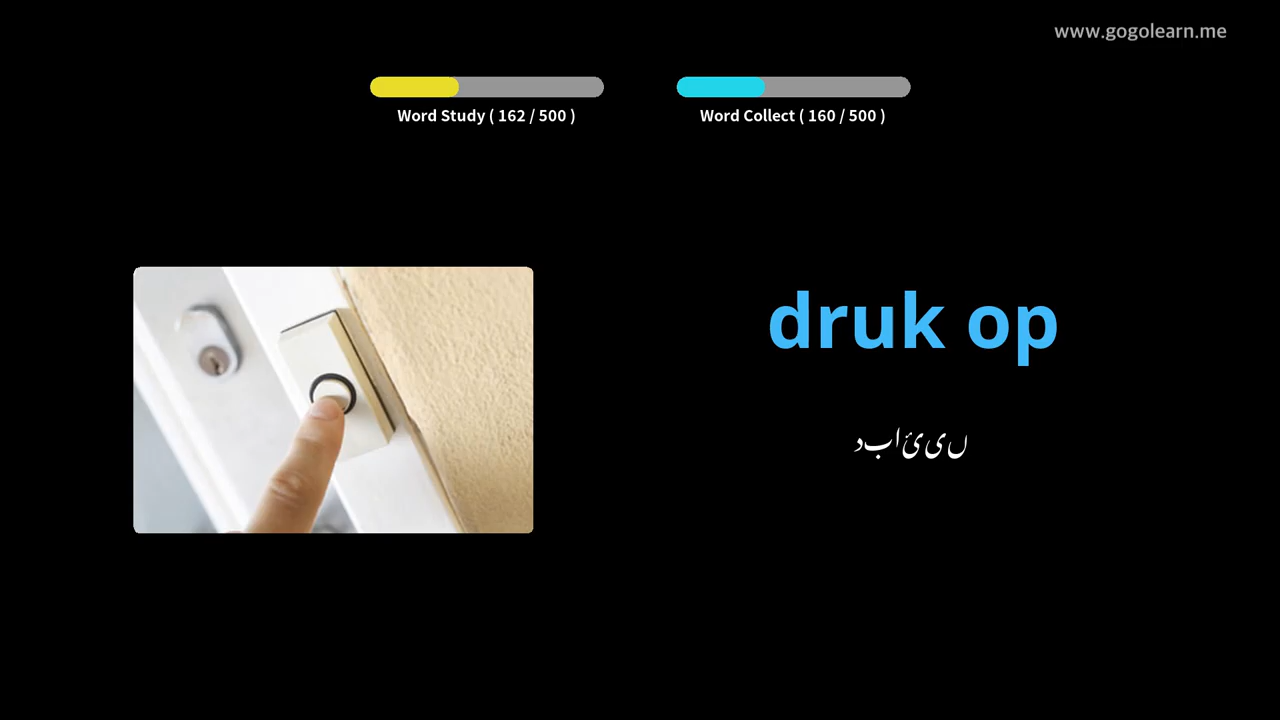 www.gogolearn.me
Word Study ( 162 / 500 )
Word Collect ( 160 / 500 )
druk op
دبائیں